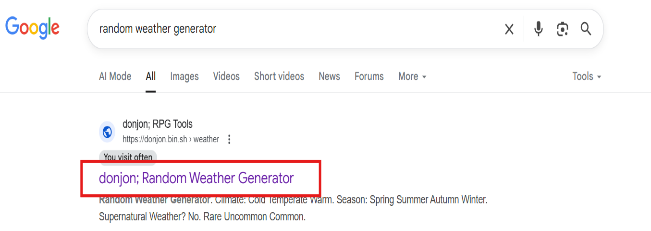 Google
random weather generator
AI Mode All Images Videos Short videos News Forums More Tools
donjon; RPG Tools
https://donjon.bin.sh › weather
You visit often
donjon; Random Weather Generator
Random Weather Generator. Climate: Cold Temperate Warm. Season: Spring Summer Autumn Winter.
Supernatural Weather? No. Rare Uncommon Common.